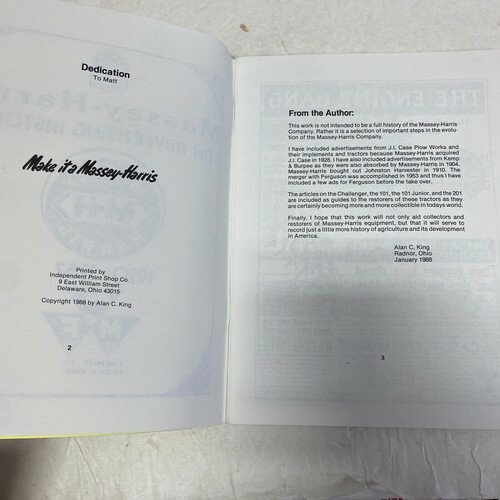 Dedication
To Matt
Make it a Massey-Harris
Printed by
Independent Print Shop Co.
9 East William Street
Delaware, Ohio 43015
Copyright 1988 by Alan C. King
2
From the Author:
This work is not intended to be a full history of the Massey-Harris
Company. Rather it is a selection of important steps in the evolu-
tion of the Massey-Harris Company.
I have included advertisements from J.I. Case Plow Works and
their implements and tractors because Massey-Harris acquired
J.I. Case in 1928. I have also included advertisements from Kemp
& Burpee as they were also absorbed by Massey-Harris in 1904.
Massey-Harris bought out Johnston Harvester in 1910. The
merger with Ferguson was accomplished in 1953 and thus I have
included a few ads for Ferguson before the take over.
The articles on the Challenger, the 101, the 101 Junior, and the 201
are included as guides to the restorers of these tractors as they
are certainly becoming more and more collectible in todays world.
Finally, I hope that this work will not only aid collectors and
restorers of Massey-Harris equipment, but that it will serve to
record just a little more history of agriculture and its development
in America.
Alan C. King
Radnor, Ohio
January 1988
3